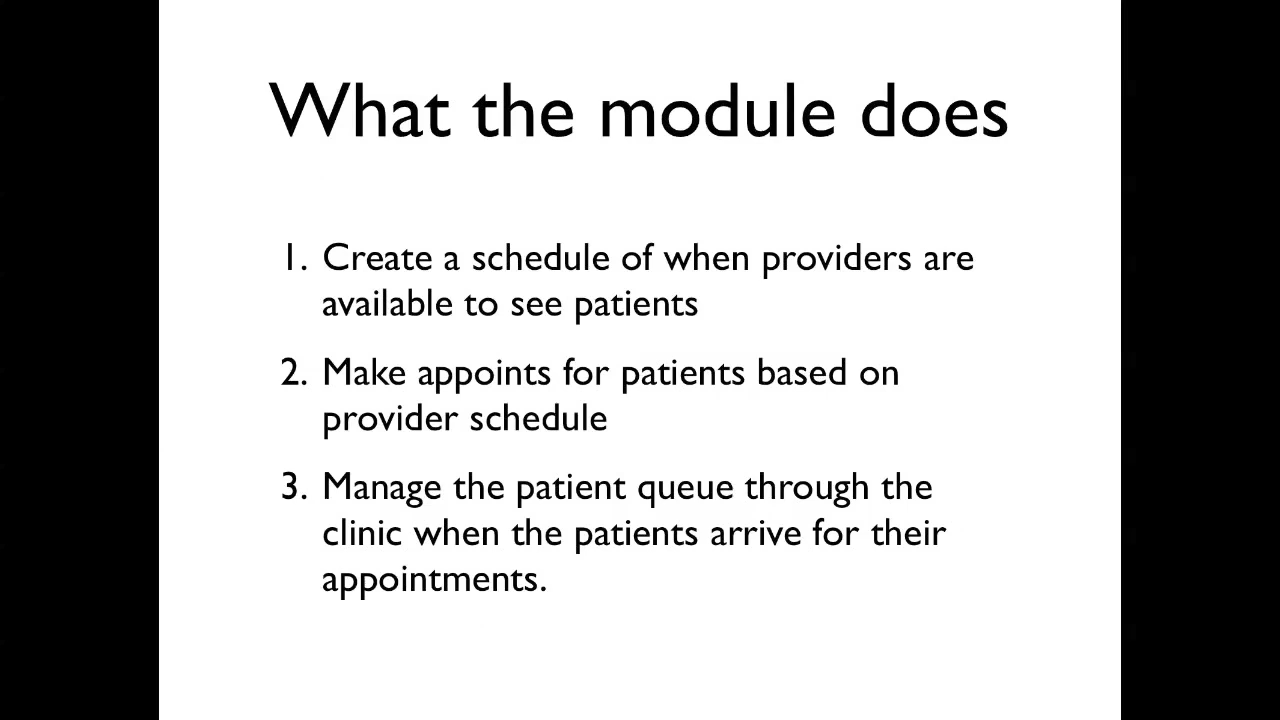 What the module does
1. Create a schedule of when providers are
available to see patients
2. Make appoints for patients based on
provider schedule
3. Manage the patient queue through the
clinic when the patients arrive for their
appointments.